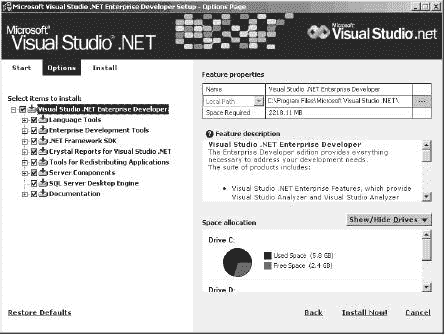 Microsoft Visual Studio .NET Enterprise Developer Setup - Options Page
Microsoft®
Visual Studio .NET
Microsoft
Visual Studio.net
Start Options Install
Select items to install:
Visual Studio .NET Enterprise Developer
Language Tools
Enterprise Development Tools
.NET Framework SDK
Crystal Reports for Visual Studio .NET
Tools for Redistributing Applications
Server Components
SQL Server Desktop Engine
Documentation
Feature properties
Name Visual Studio .NET Enterprise Developer
Local Path C:\Program Files\Microsoft Visual Studio .NET\ ...
Space Required 2218.11 MB
Feature description
Visual Studio .NET Enterprise Developer
The Enterprise Developer edition provides everything
necessary to address your development needs.
The suite of products includes:
• Visual Studio .NET Enterprise Features, which provide
Visual Studio Analyzer and Visual Studio Analyzer
Space allocation
Show/Hide Drives
Drive C:
Used Space (5.8 GB)
Free Space (2.4 GB)
Drive D:
Restore Defaults
Back Install Now! Cancel